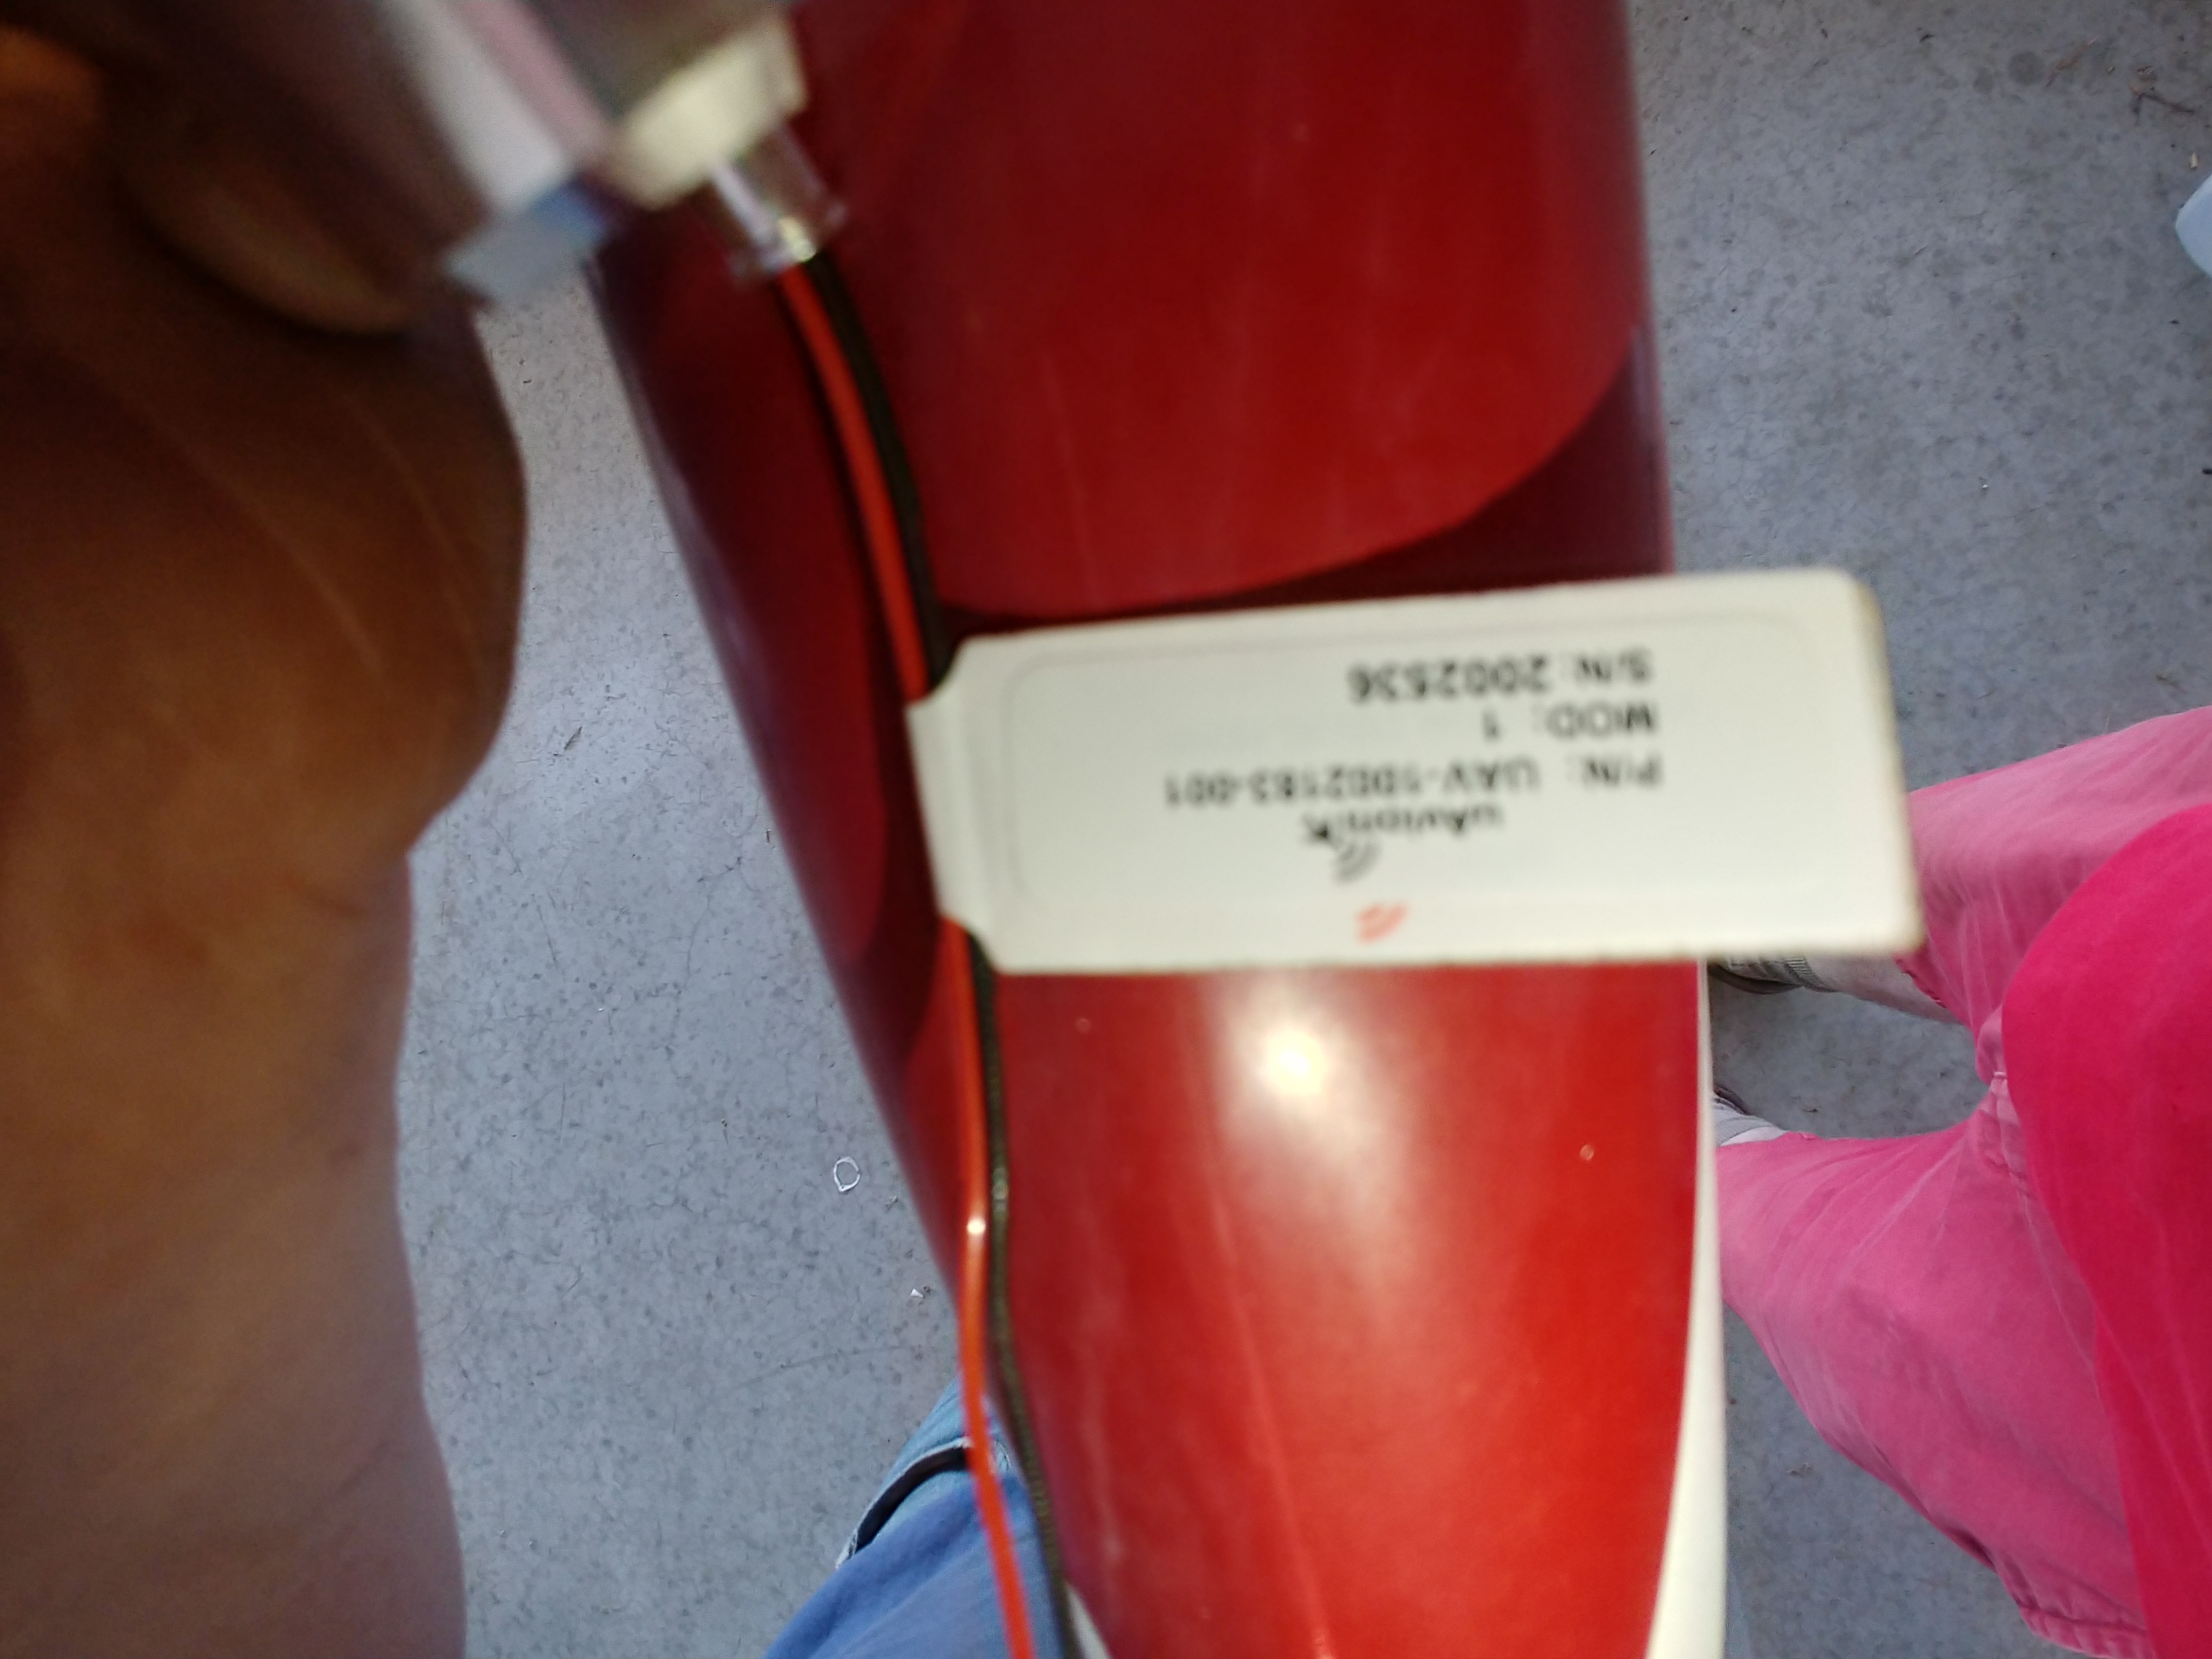 uAvionix
P/N: UAV-1002183-001
MOD: 1
S/N: 2002536